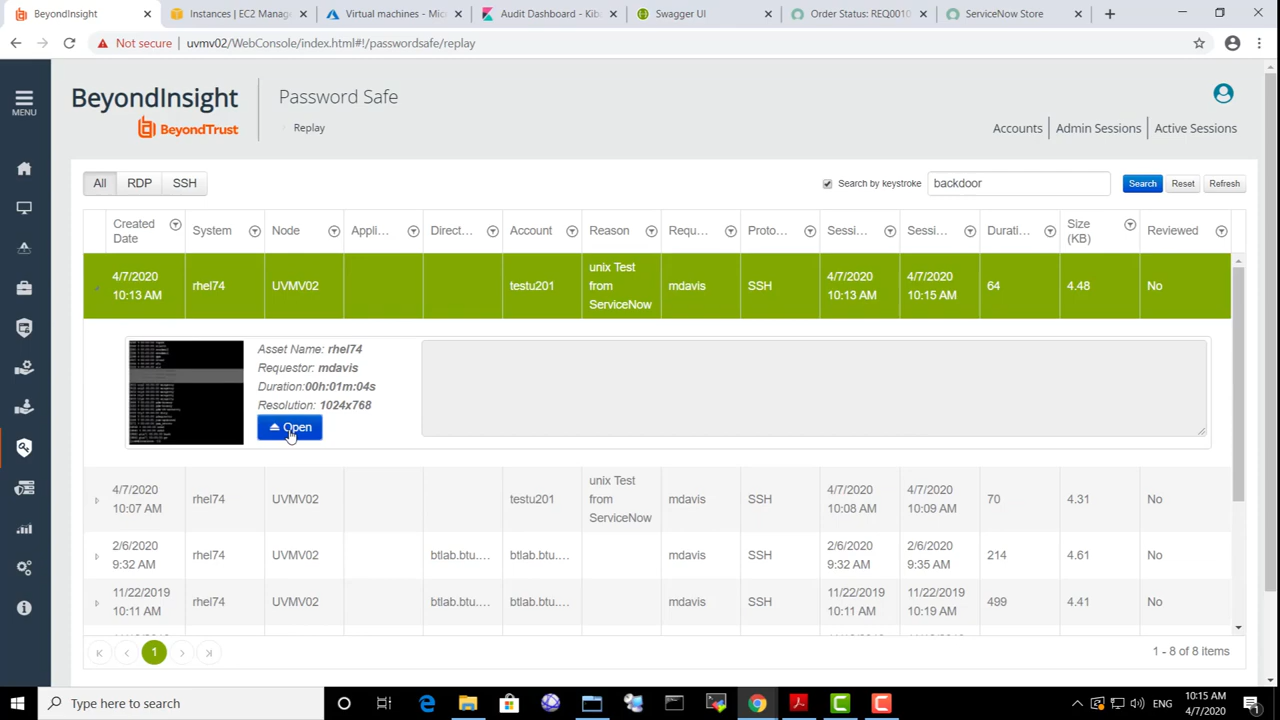 BeyondInsight
Instances | EC2 Manage
Virtual machines - Micr
Audit Dashboard - Kib
Swagger UI
Order Status: REQ0010
ServiceNow Store
Not secure
uvmv02/WebConsole/index.html#!/passwordsafe/replay
MENU
BeyondInsight
BeyondTrust
Password Safe
Replay
Accounts
Admin Sessions
Active Sessions
All
RDP
SSH
Search by keystroke
backdoor
Search
Reset
Refresh
Created Date
System
Node
Appli...
Direct...
Account
Reason
Requ...
Proto...
Sessi...
Sessi...
Durati...
Size (KB)
Reviewed
4/7/2020 10:13 AM
rhel74
UVMV02
testu201
unix Test from ServiceNow
mdavis
SSH
4/7/2020 10:13 AM
4/7/2020 10:15 AM
64
4.48
No
Asset Name: rhel74
Requestor: mdavis
Duration:00h:01m:04s
Resolution: 1024x768
Open
4/7/2020 10:07 AM
rhel74
UVMV02
testu201
unix Test from ServiceNow
mdavis
SSH
4/7/2020 10:08 AM
4/7/2020 10:09 AM
70
4.31
No
2/6/2020 9:32 AM
rhel74
UVMV02
btlab.btu....
btlab.btu....
mdavis
SSH
2/6/2020 9:32 AM
2/6/2020 9:35 AM
214
4.61
No
11/22/2019 10:11 AM
rhel74
UVMV02
btlab.btu....
btlab.btu....
mdavis
SSH
11/22/2019 10:11 AM
11/22/2019 10:19 AM
499
4.41
No
1
1 - 8 of 8 items
Type here to search
ENG
10:15 AM
4/7/2020
1